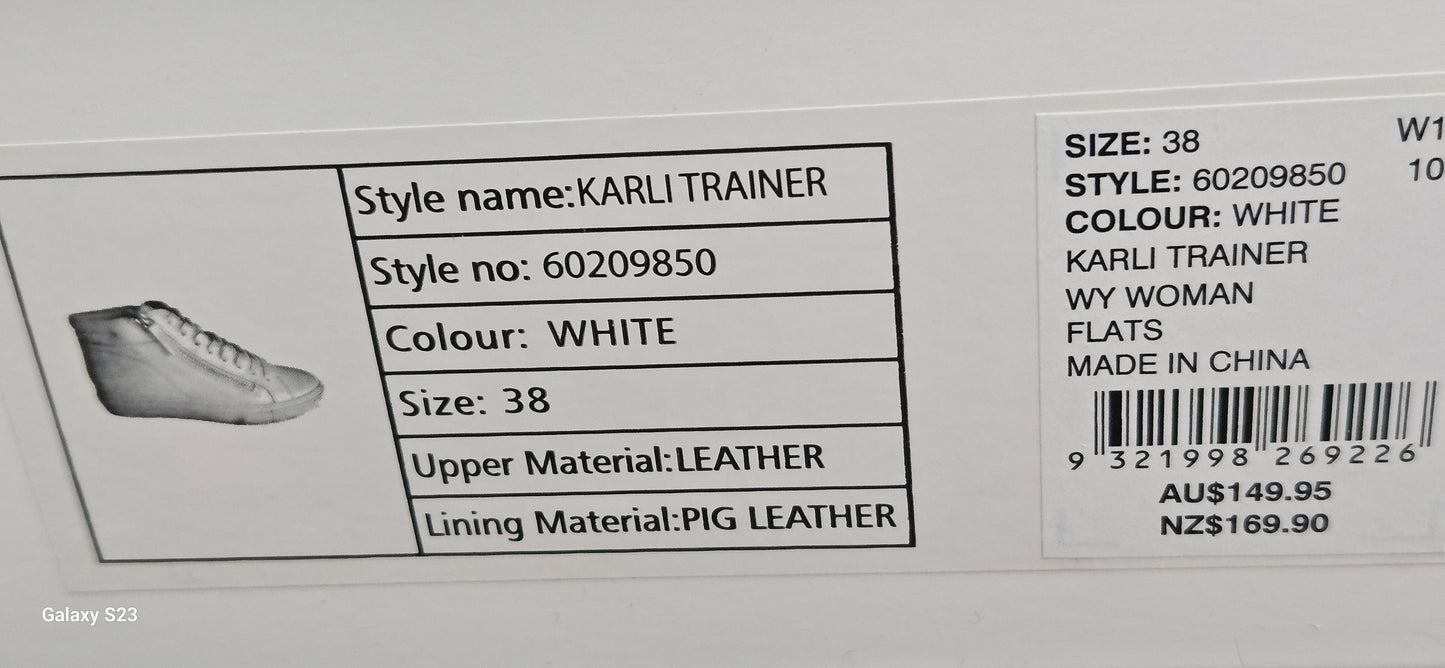 Style name:KARLI TRAINER
Style no: 60209850
Colour: WHITE
Size: 38
Upper Material:LEATHER
Lining Material:PIG LEATHER
SIZE: 38 W1
STYLE: 60209850 10
COLOUR: WHITE
KARLI TRAINER
WY WOMAN
FLATS
MADE IN CHINA
9 321998 269226
AU$149.95
NZ$169.90
Galaxy S23